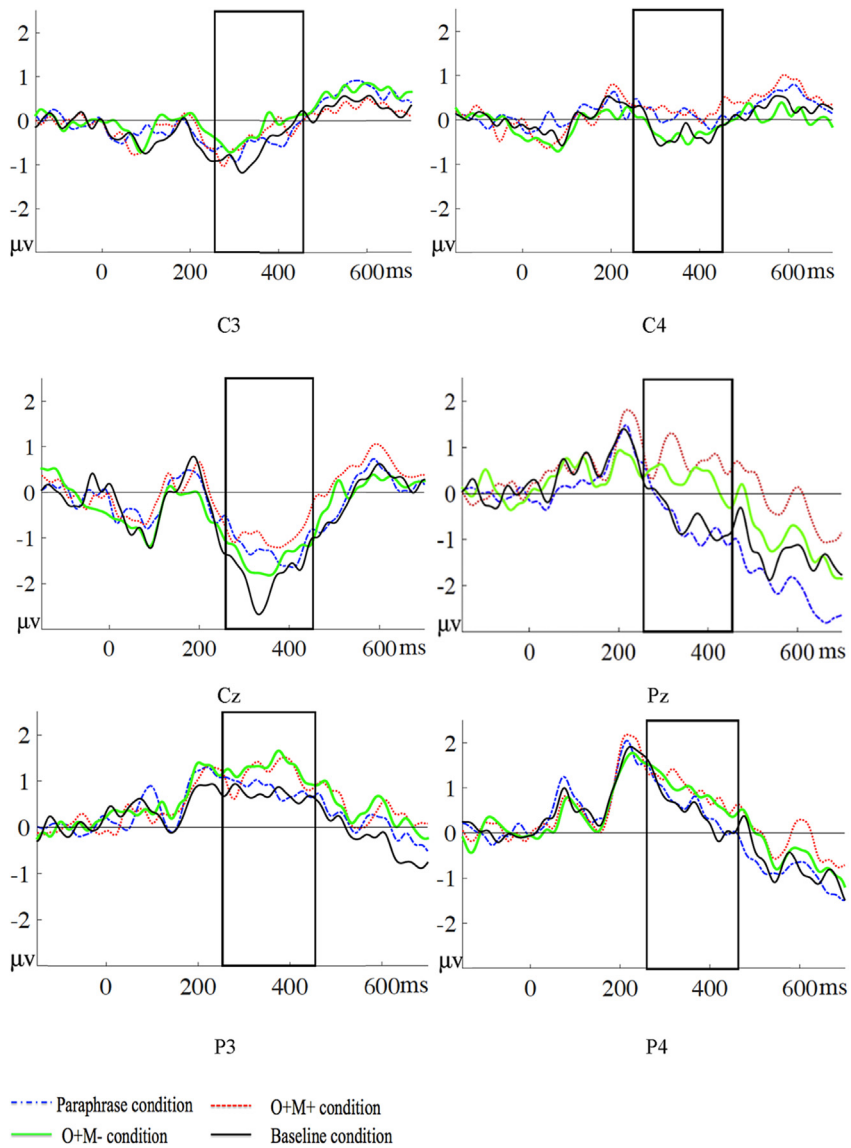 2
2
1
1
0
0
-1
-1
-2
-2
μv
μv
0 200 400 600ms
0 200 400 600ms
C3
C4
2
2
1
1
0
0
-1
-1
-2
-2
μv
μv
0 200 400 600ms
0 200 400 600ms
Cz
Pz
2
2
1
1
0
0
-1
-1
-2
-2
μv
μv
0 200 400 600ms
0 200 400 600ms
P3
P4
Paraphrase condition
O+M+ condition
O+M- condition
Baseline condition